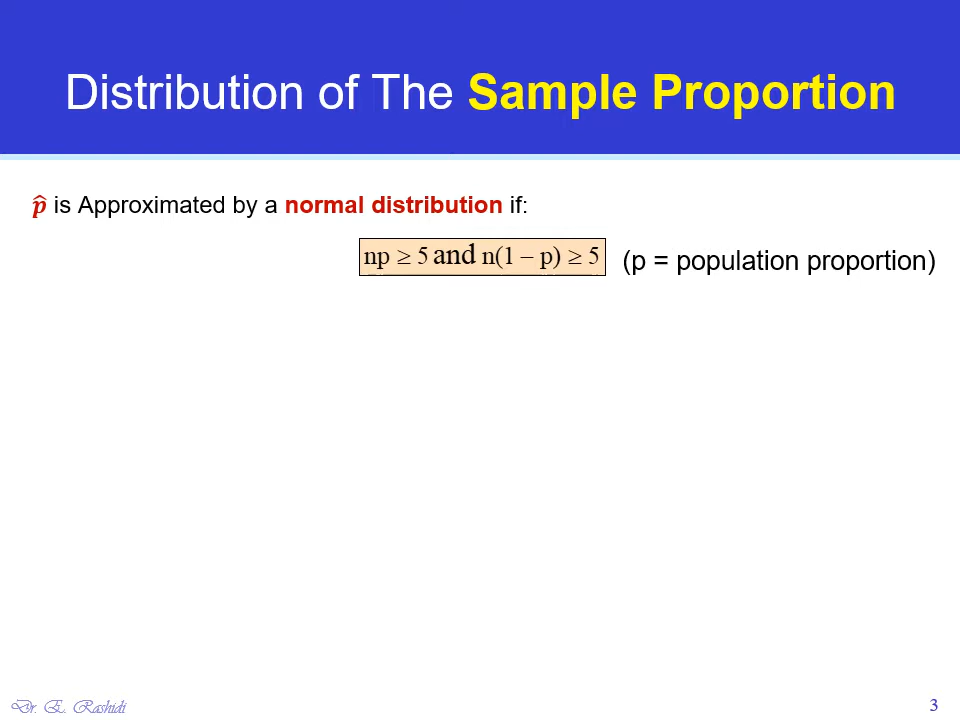 Distribution of The Sample Proportion
p̂ is Approximated by a normal distribution if:
np ≥ 5 and n(1 – p) ≥ 5 (p = population proportion)
Dr. E. Rashidi 3